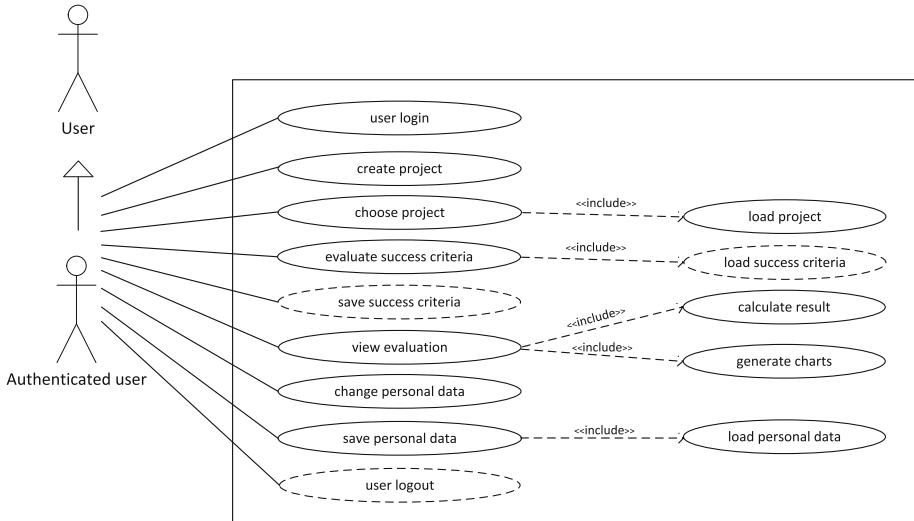 User
user login
create project
choose project
<<include>>
load project
evaluate success criteria
<<include>>
load success criteria
save success criteria
<<include>>
calculate result
view evaluation
<<include>>
generate charts
Authenticated user
change personal data
save personal data
<<include>>
load personal data
user logout